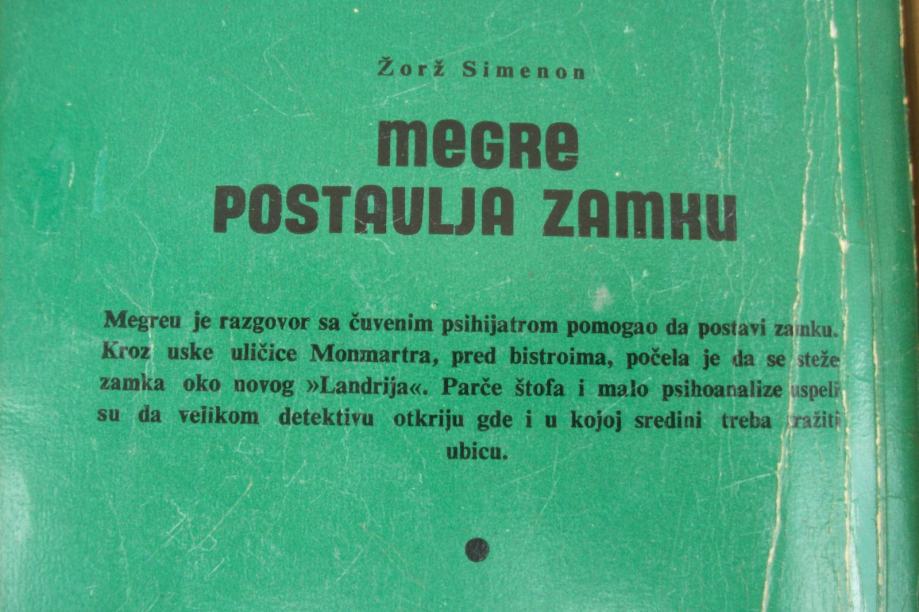 Žorž Simenon
MEGRE
POSTAVLJA ZAMKU
Megreu je razgovor sa čuvenim psihijatrom pomogao da postavi zamku.
Kroz uske uličice Monmartra, pred bistroima, počela je da se steže
zamka oko novog »Landrija«. Parče štofa i malo psihoanalize uspeli
su da velikom detektivu otkriju gde i u kojoj sredini treba tražiti
ubicu.